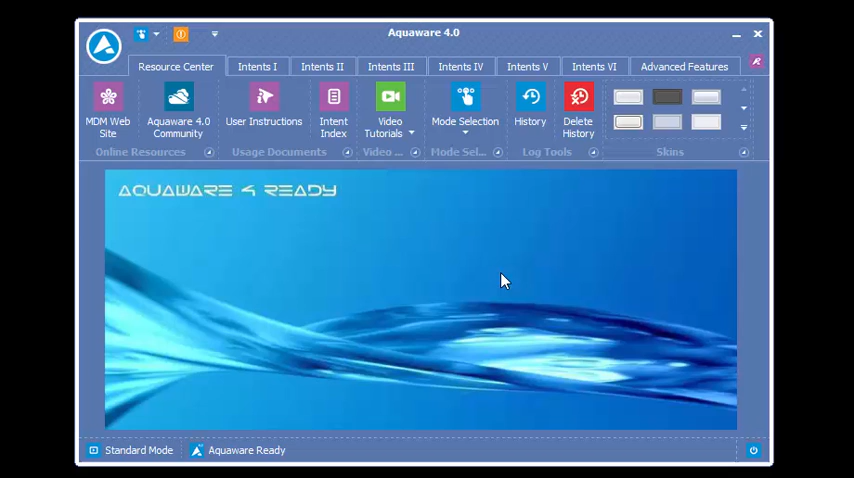 Aquaware 4.0
Resource Center
Intents I
Intents II
Intents III
Intents IV
Intents V
Intents VI
Advanced Features
MDM Web
Site
Aquaware 4.0
Community
User Instructions
Intent
Index
Video
Tutorials
Mode Selection
History
Delete
History
Online Resources
Usage Documents
Video ...
Mode Sel...
Log Tools
Skins
AQUAWARE 4 READY
Standard Mode
Aquaware Ready